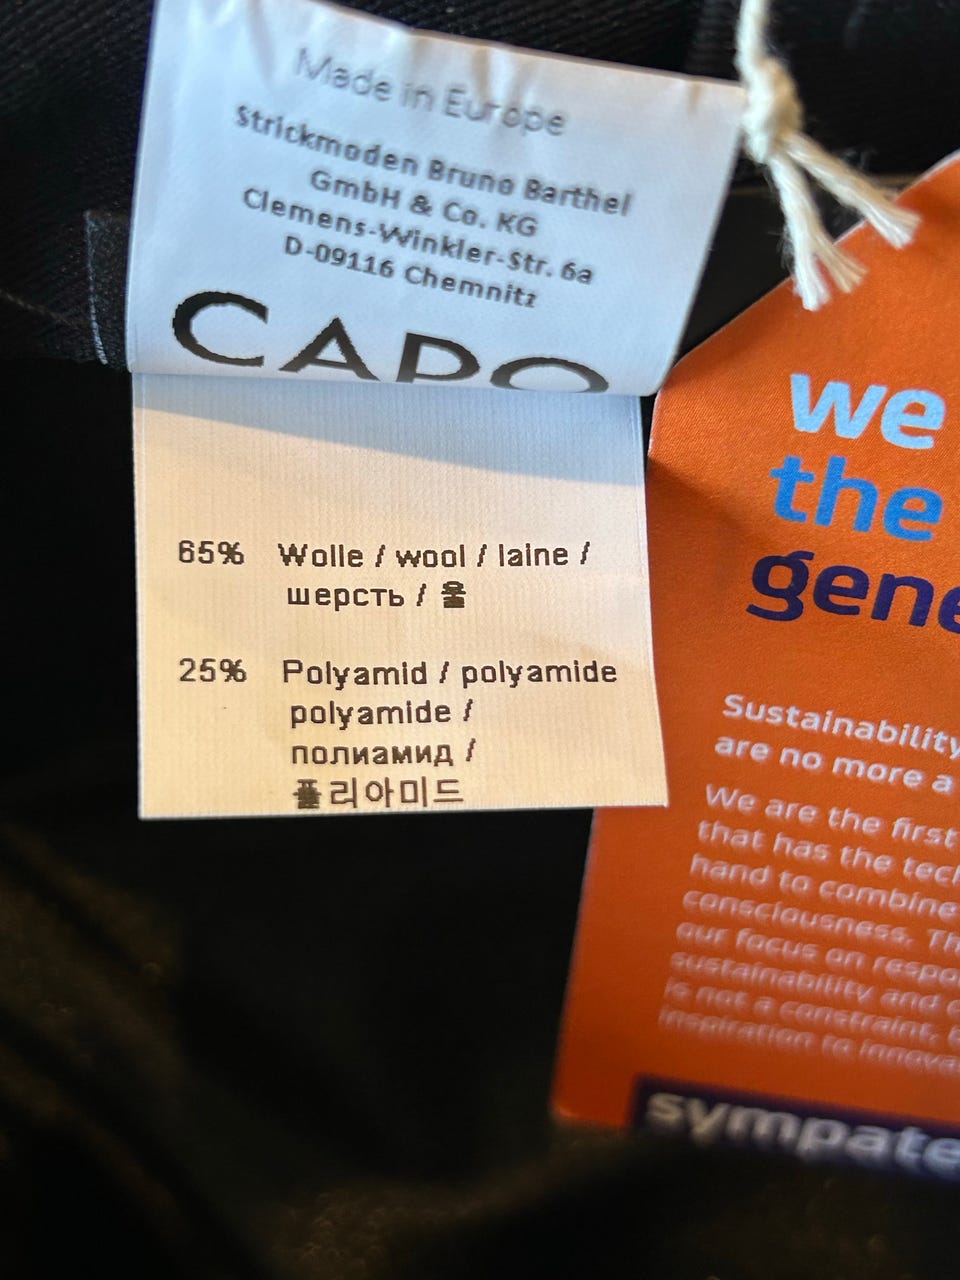 Made in Europe
Strickmoden Bruno Barthel
GmbH & Co. KG
Clemens-Winkler-Str. 6a
D-09116 Chemnitz
CAPO
65% Wolle / wool / laine /
шерсть / 울
25% Polyamid / polyamide
polyamide /
полиамид /
폴리아미드
we
the
gene
Sustainability
are no more a
We are the first
that has the tech
hand to combine
consciousness. Th
our focus on respo
sustainability and
is not a constraint,
inspiration to innova
sympate